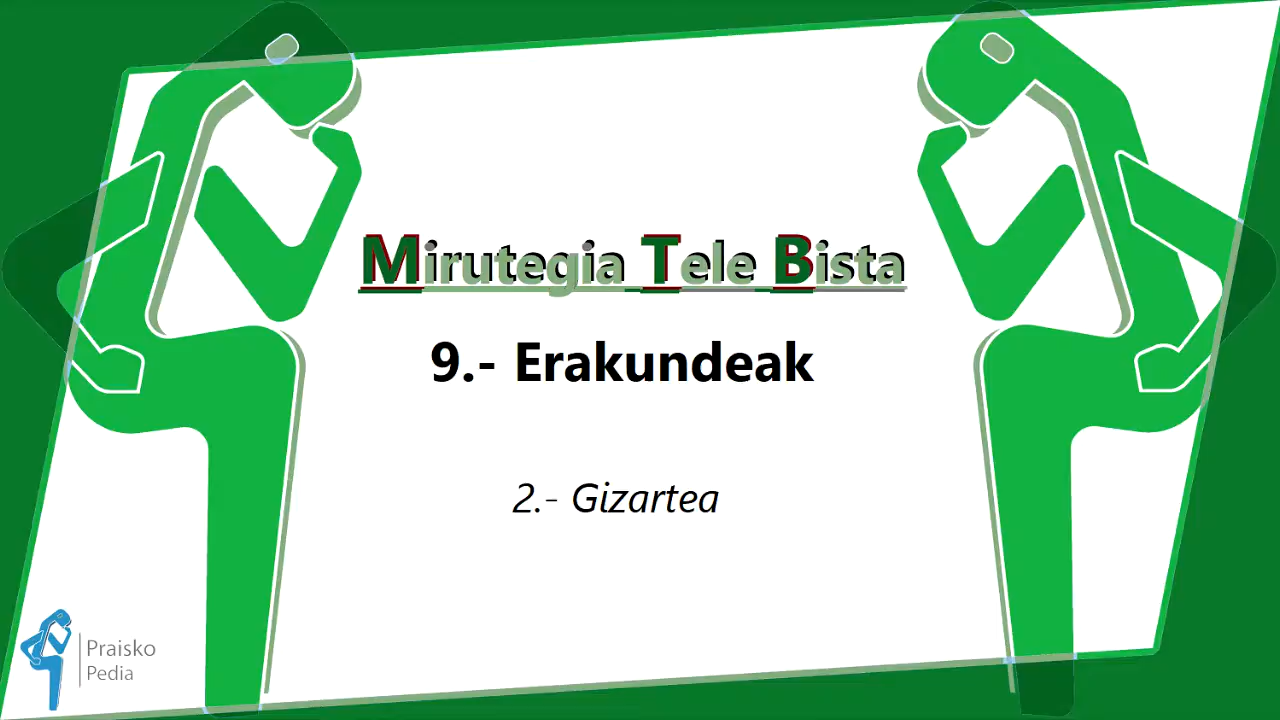 Mirutegia Tele Bista
9.- Erakundeak
2.- Gizartea
Praisko
Pedia